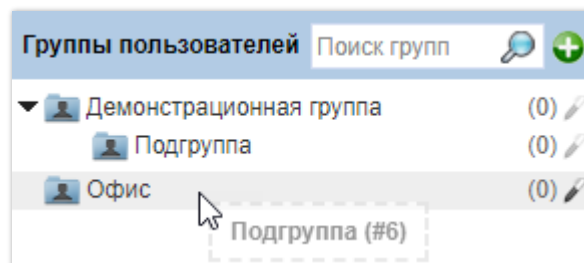 Группы пользователей Поиск групп
Демонстрационная группа (0)
Подгруппа (0)
Офис (0)
Подгруппа (#6)